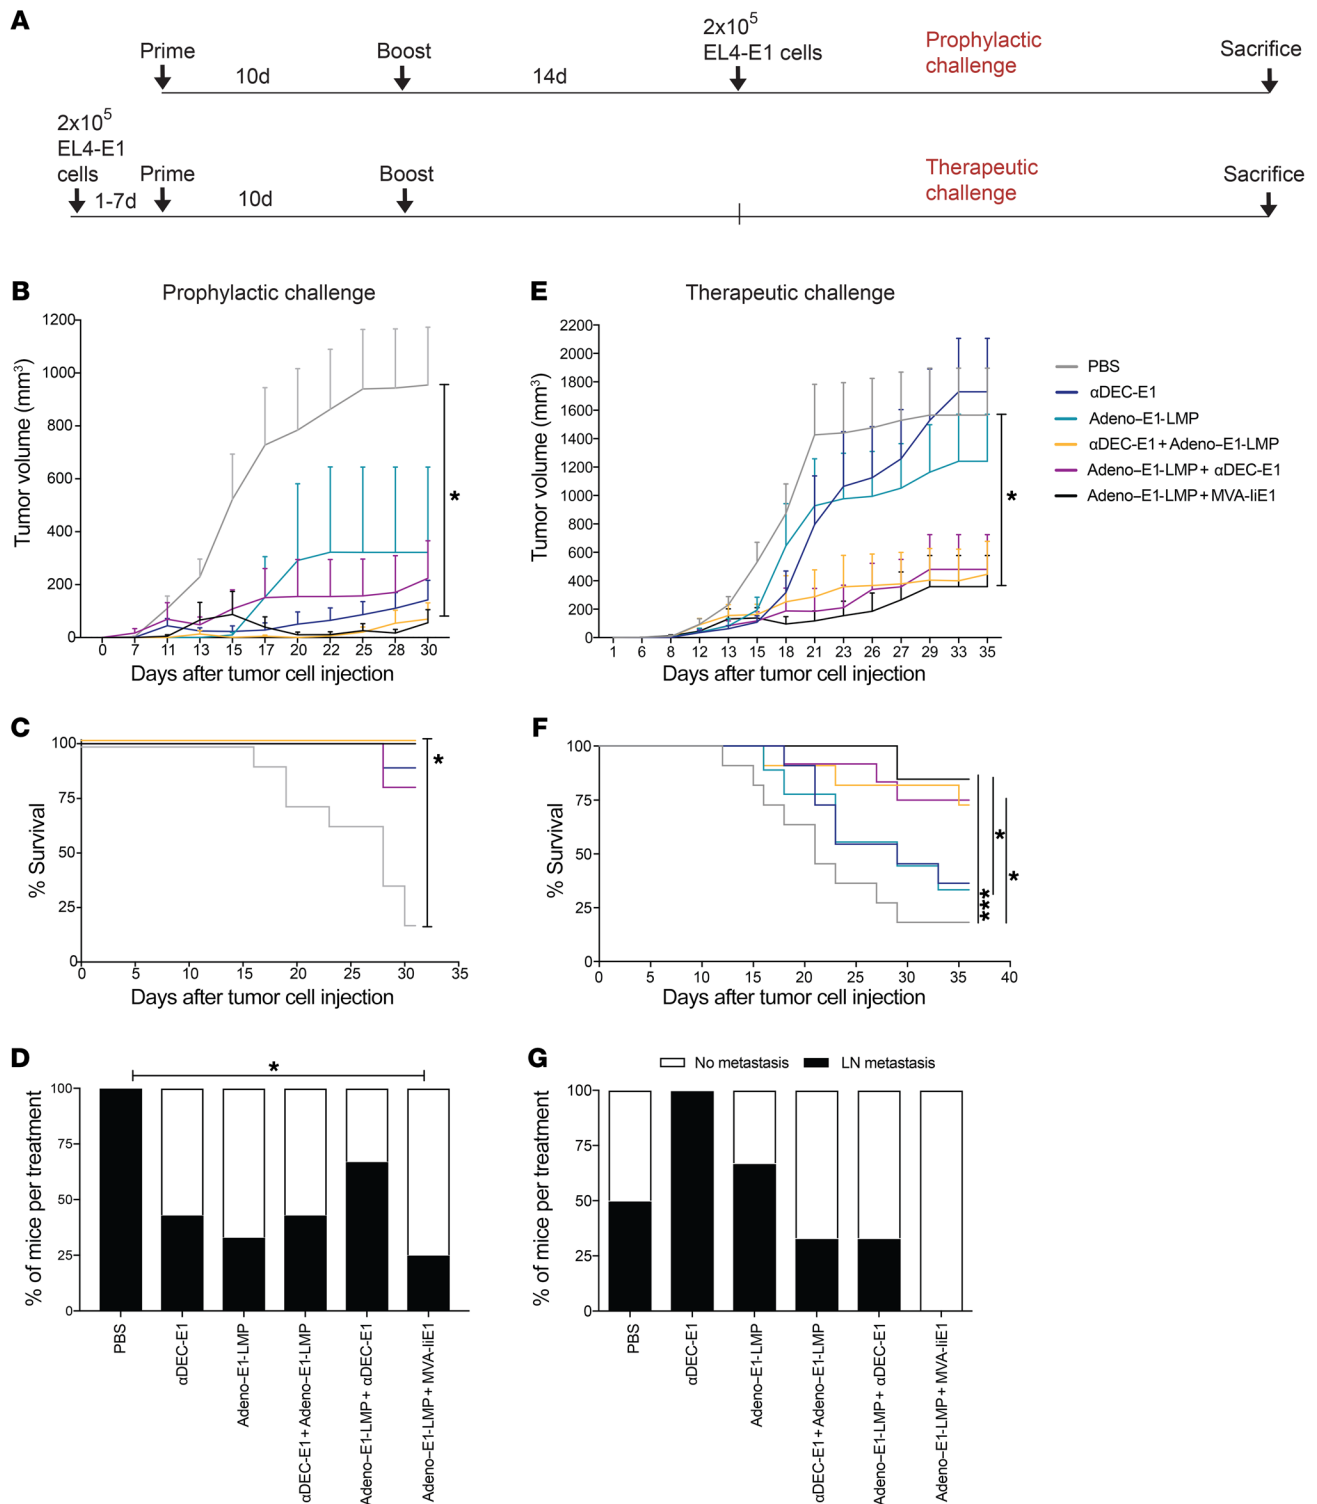 A
Prime
10d
Boost
14d
2x10⁵
EL4-E1 cells
Prophylactic
challenge
Sacrifice
2x10⁵
EL4-E1
cells
1-7d
Prime
10d
Boost
Therapeutic
challenge
Sacrifice
B
Prophylactic challenge
Tumor volume (mm³)
1200
1000
800
600
400
200
0
*
0 7 11 13 15 17 20 22 25 28 30
Days after tumor cell injection
E
Therapeutic challenge
Tumor volume (mm³)
2200
2000
1800
1600
1400
1200
1000
800
600
400
200
0
*
1 6 8 12 13 15 18 21 23 26 27 29 33 35
Days after tumor cell injection
PBS
αDEC-E1
Adeno–E1-LMP
αDEC-E1 + Adeno–E1-LMP
Adeno–E1-LMP + αDEC-E1
Adeno–E1-LMP + MVA-IiE1
C
% Survival
100
75
50
25
0
*
0 5 10 15 20 25 30 35
Days after tumor cell injection
F
% Survival
100
75
50
25
0
***
*
*
0 5 10 15 20 25 30 35 40
Days after tumor cell injection
D
% of mice per treatment
*
100
75
50
25
0
PBS
αDEC-E1
Adeno–E1-LMP
αDEC-E1 + Adeno–E1-LMP
Adeno–E1-LMP + αDEC-E1
Adeno–E1-LMP + MVA-IiE1
G
No metastasis
LN metastasis
% of mice per treatment
100
75
50
25
0
PBS
αDEC-E1
Adeno–E1-LMP
αDEC-E1 + Adeno–E1-LMP
Adeno–E1-LMP + αDEC-E1
Adeno–E1-LMP + MVA-IiE1